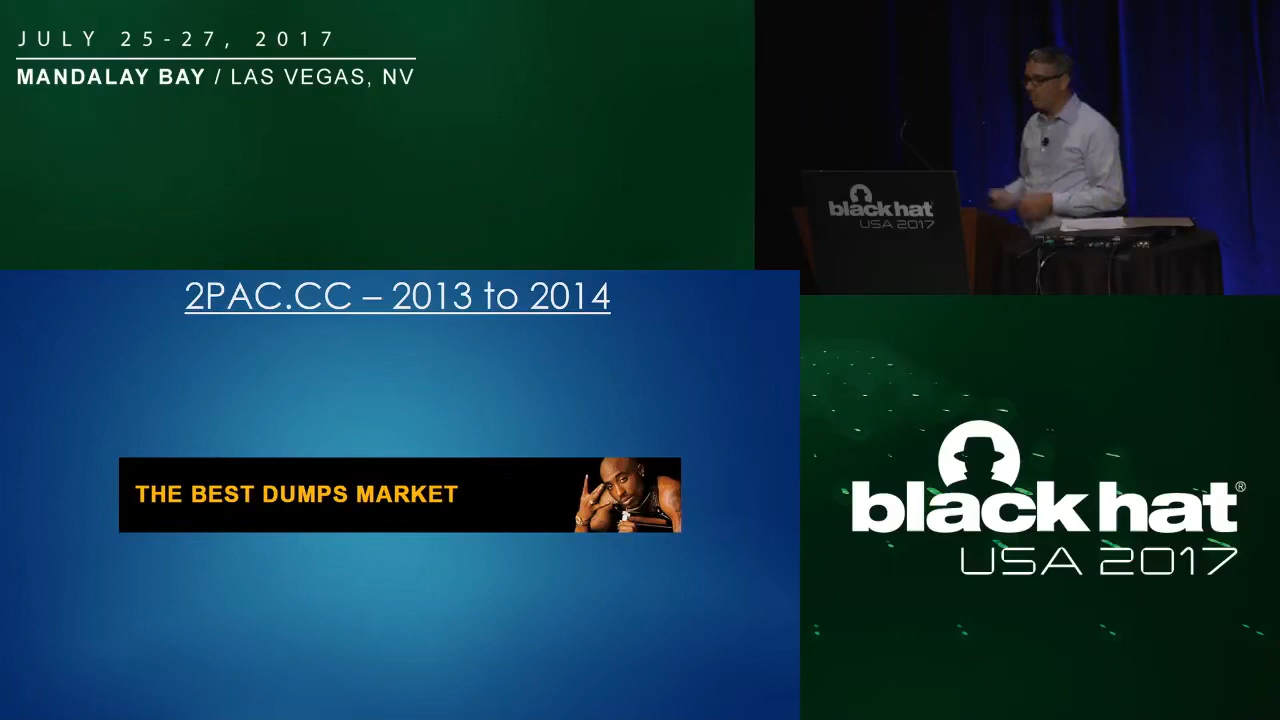 JULY 25-27, 2017
MANDALAY BAY / LAS VEGAS, NV
black hat
USA 2017
2PAC.CC – 2013 to 2014
THE BEST DUMPS MARKET
black hat®
USA 2017